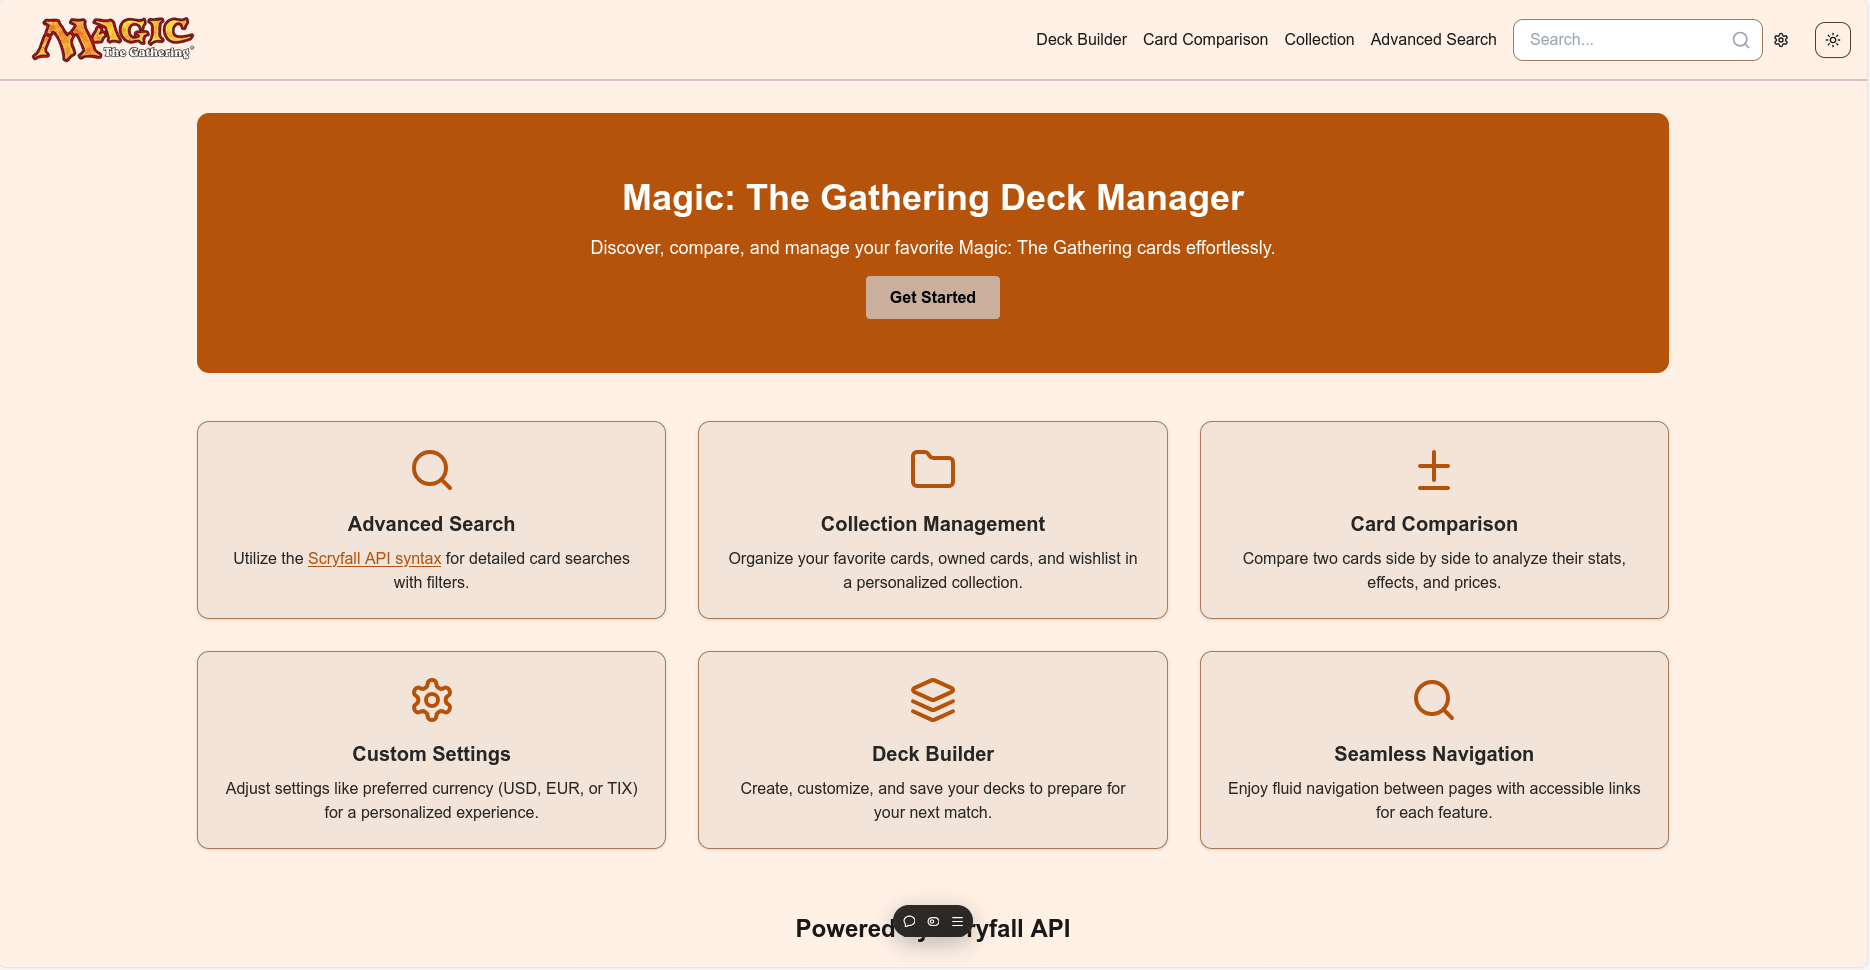 MAGIC
The Gathering®
Deck Builder
Card Comparison
Collection
Advanced Search
Search...
Magic: The Gathering Deck Manager
Discover, compare, and manage your favorite Magic: The Gathering cards effortlessly.
Get Started
Advanced Search
Utilize the Scryfall API syntax for detailed card searches
with filters.
Collection Management
Organize your favorite cards, owned cards, and wishlist in
a personalized collection.
Card Comparison
Compare two cards side by side to analyze their stats,
effects, and prices.
Custom Settings
Adjust settings like preferred currency (USD, EUR, or TIX)
for a personalized experience.
Deck Builder
Create, customize, and save your decks to prepare for
your next match.
Seamless Navigation
Enjoy fluid navigation between pages with accessible links
for each feature.
Powered ryfall API